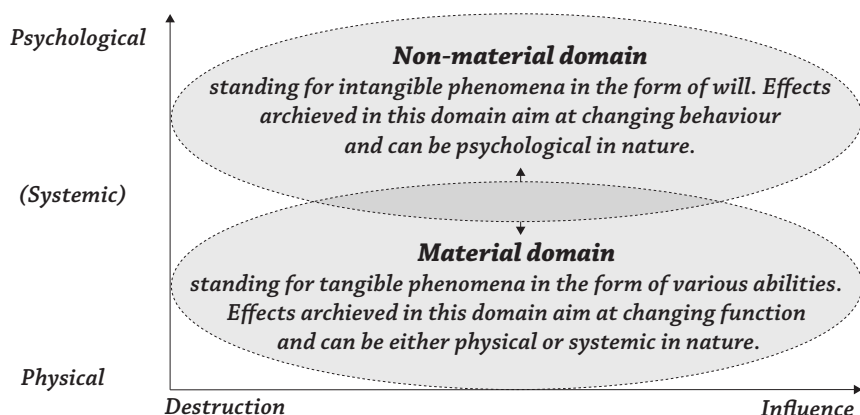 Psychological
Non-material domain
standing for intangible phenomena in the form of will. Effects
archieved in this domain aim at changing behaviour
and can be psychological in nature.
(Systemic)
Material domain
standing for tangible phenomena in the form of various abilities.
Effects archieved in this domain aim at changing function
and can be either physical or systemic in nature.
Physical
Destruction
Influence